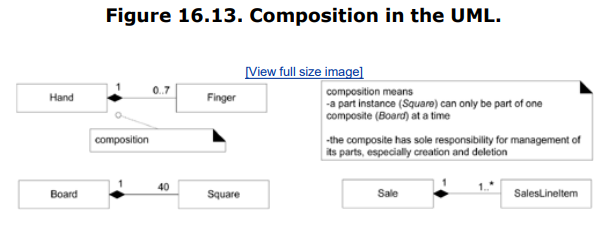 Figure 16.13. Composition in the UML.
[View full size image]
Hand
1
0..7
Finger
composition
composition means
-a part instance (Square) can only be part of one
composite (Board) at a time
-the composite has sole responsibility for management of
its parts, especially creation and deletion
Board
1
40
Square
Sale
1
1..*
SalesLineItem